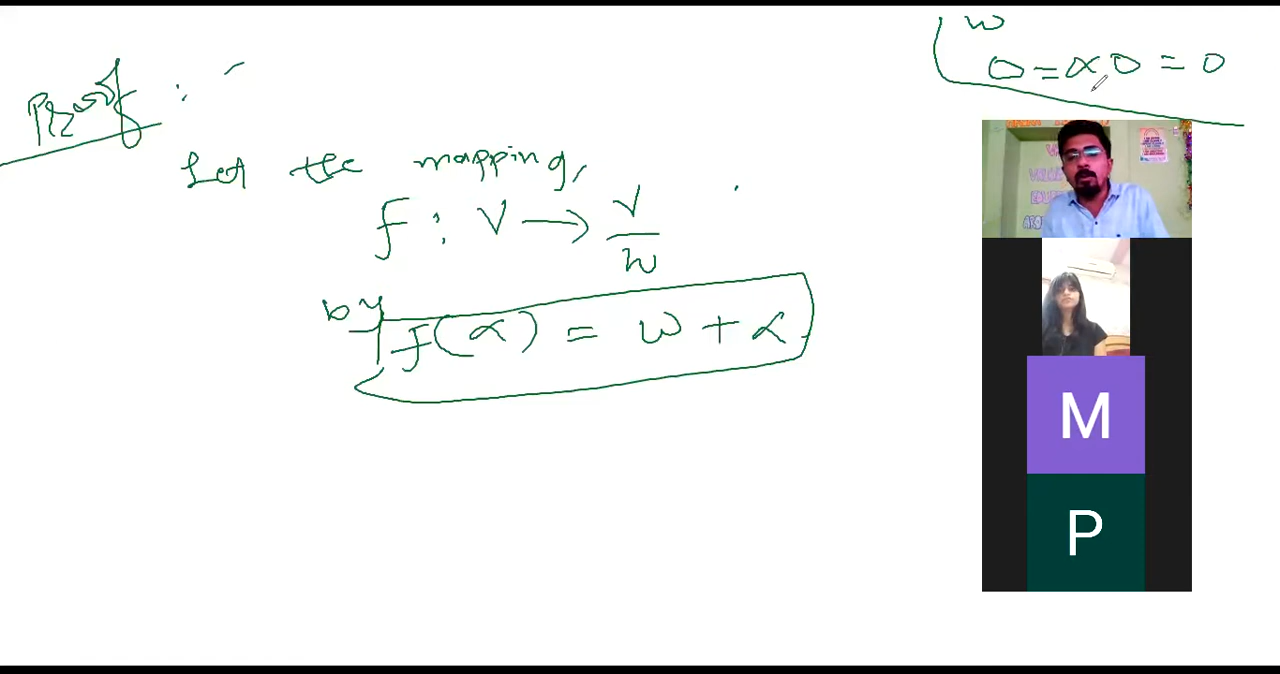 W
0 = α0 = 0
Proof :-
Let the mapping,
f : V → V/W
by f(α) = W + α
M
P